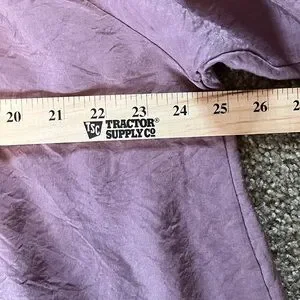 20 21 22 23 24 25 26
TSC TRACTOR®
SUPPLY CO